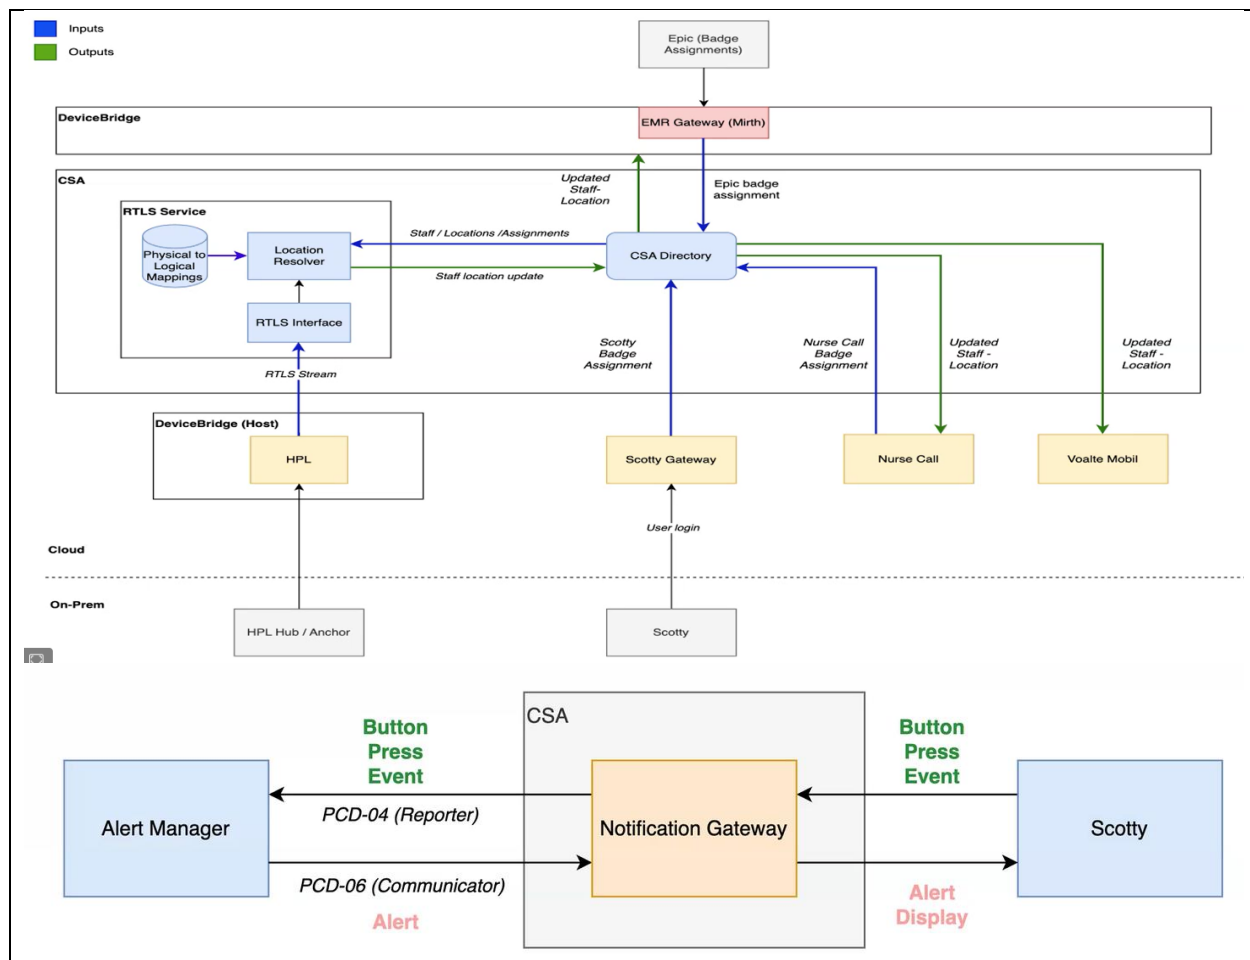 Inputs
Outputs
Epic (Badge
Assignments)
DeviceBridge
EMR Gateway (Mirth)
CSA
Updated
Staff-
Location
Epic badge
assignment
RTLS Service
Physical to
Logical
Mappings
Location
Resolver
Staff / Locations /Assignments
Staff location update
CSA Directory
RTLS Interface
RTLS Stream
Scotty
Badge
Assignment
Nurse Call
Badge
Assignment
Updated
Staff -
Location
Updated
Staff -
Location
DeviceBridge (Host)
HPL
Scotty Gateway
Nurse Call
Voalte Mobil
User login
Cloud
On-Prem
HPL Hub / Anchor
Scotty
CSA
Button
Press
Event
Button
Press
Event
Alert Manager
PCD-04 (Reporter)
Notification Gateway
Scotty
PCD-06 (Communicator)
Alert
Alert
Display